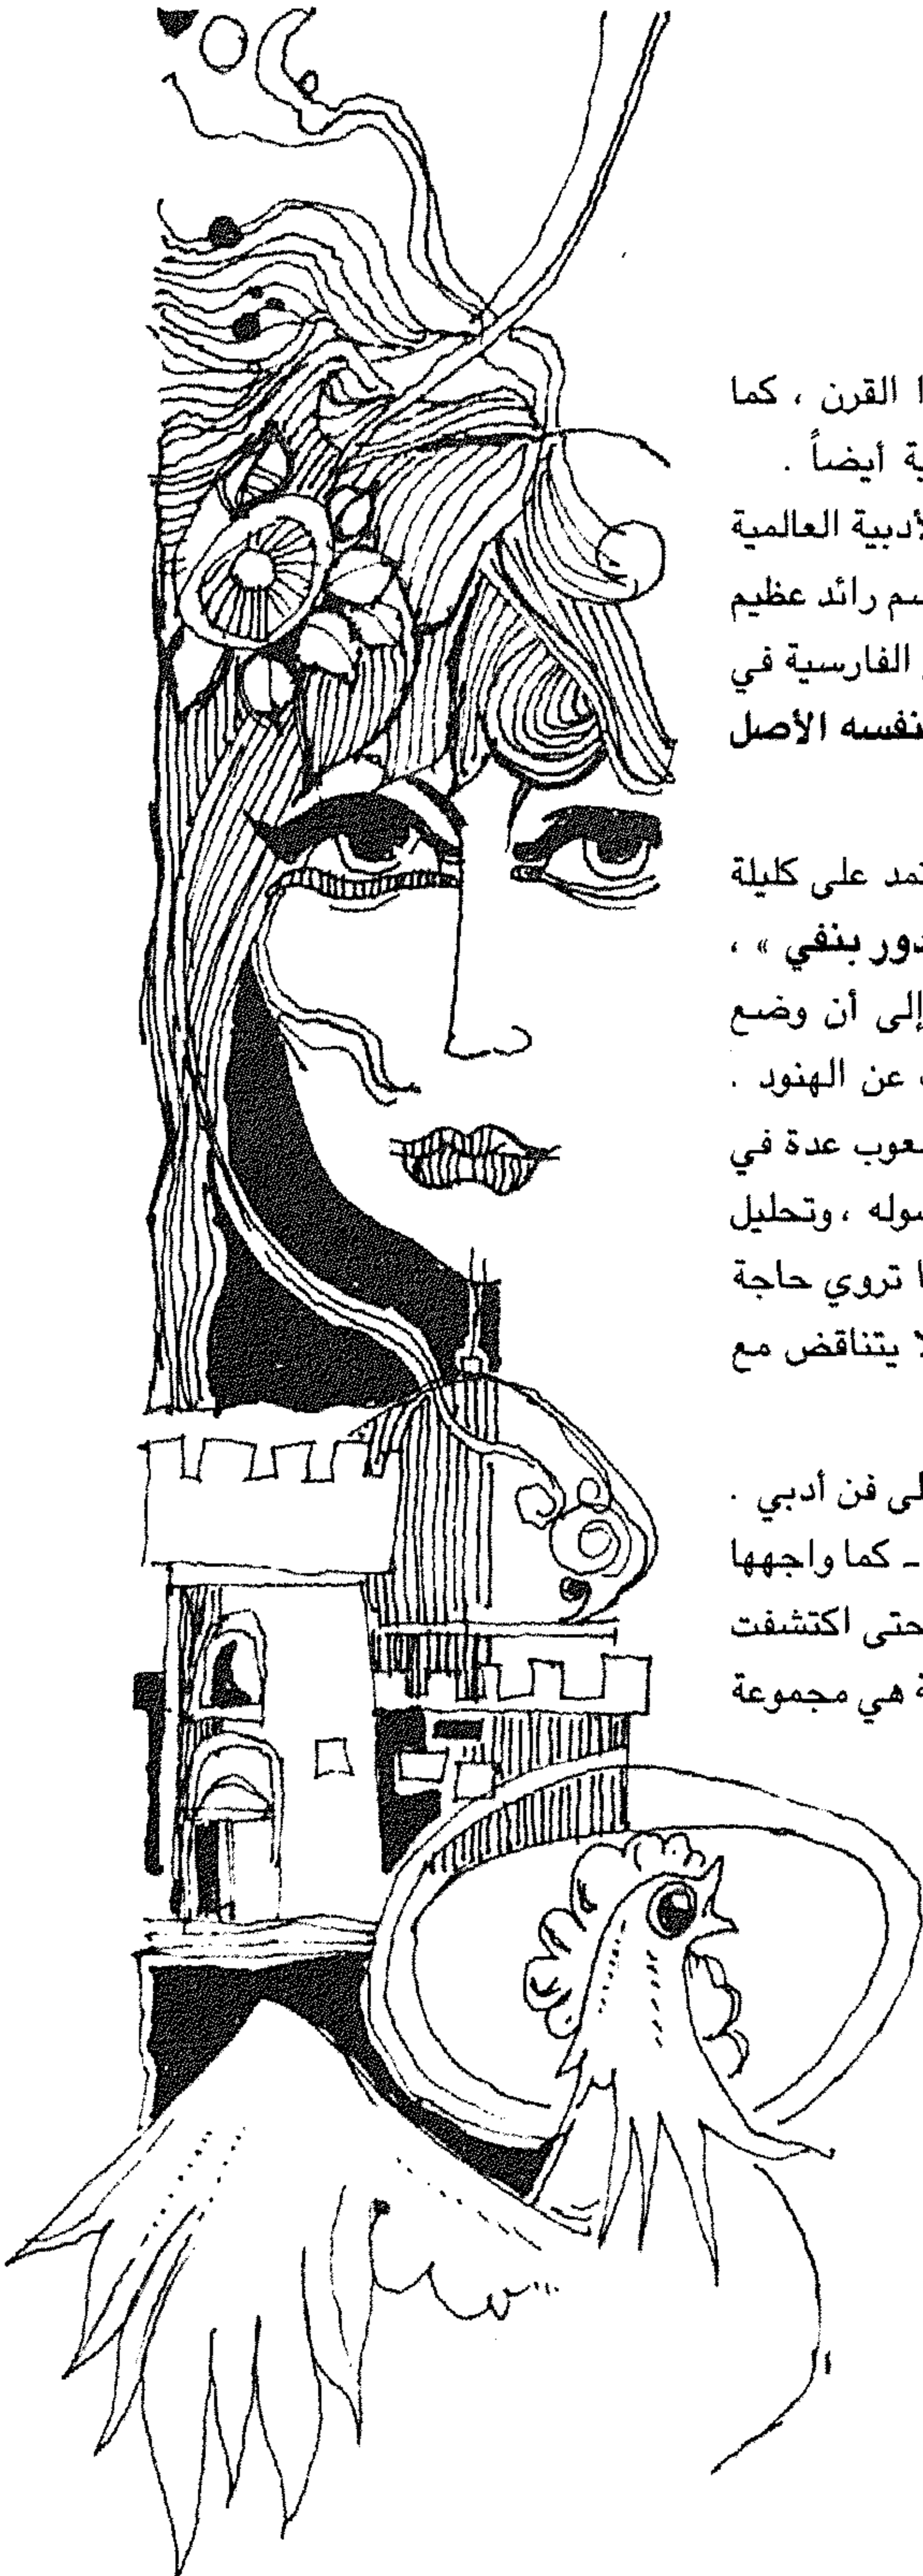 ا القرن ، كما
ية أيضاً .
لأدبية العالمية
سم رائد عظيم
الفارسية في
نفسه الأصل
تمد على كليلة
دور بنفي » ،
إلى أن وضع
عن الهنود .
عوب عدة في
سوله ، وتحليل
ا تروي حاجة
لا يتناقض مع
لى فن أدبي .
ـ كما واجهها
حتى اكتشفت
ة هي مجموعة